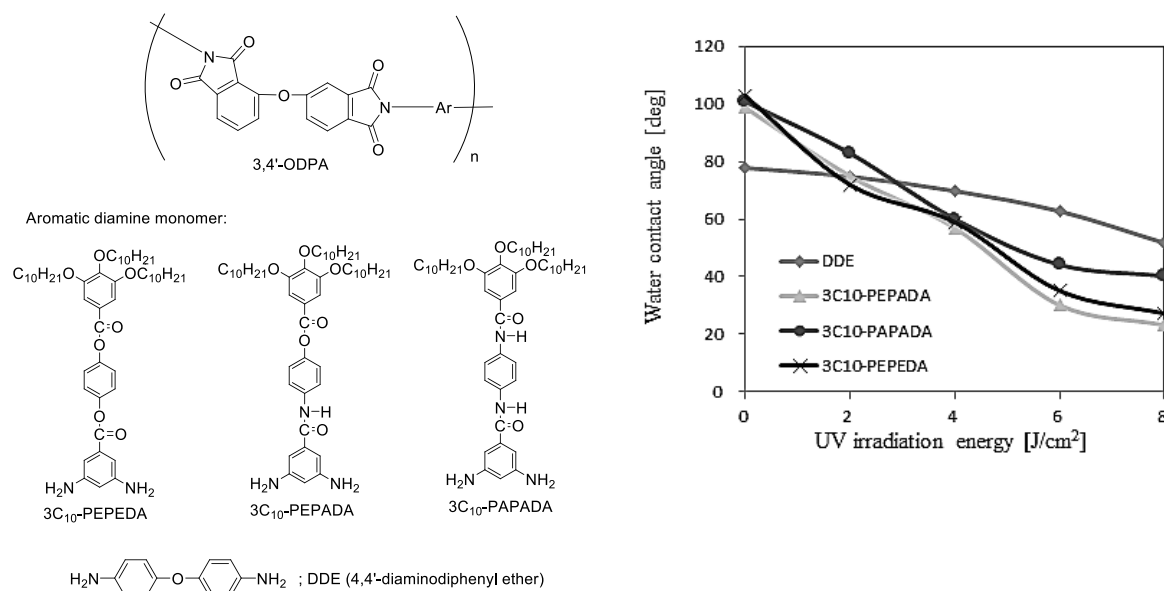 O
O
N
N
Ar
O
O
O
n
3,4'-ODPA
Aromatic diamine monomer:
OC₁₀H₂₁
C₁₀H₂₁O
OC₁₀H₂₁
C=O
O
O
C=O
H₂N
NH₂
3C₁₀-PEPEDA
OC₁₀H₂₁
C₁₀H₂₁O
OC₁₀H₂₁
C=O
O
N-H
C=O
H₂N
NH₂
3C₁₀-PEPADA
OC₁₀H₂₁
C₁₀H₂₁O
OC₁₀H₂₁
C=O
N-H
N-H
C=O
H₂N
NH₂
3C₁₀-PAPADA
H₂N
O
NH₂ ; DDE (4,4'-diaminodiphenyl ether)
Water contact angle [deg]
120
100
80
60
40
20
0
DDE
3C10-PEPADA
3C10-PAPADA
3C10-PEPEDA
0 2 4 6 8
UV irradiation energy [J/cm²]